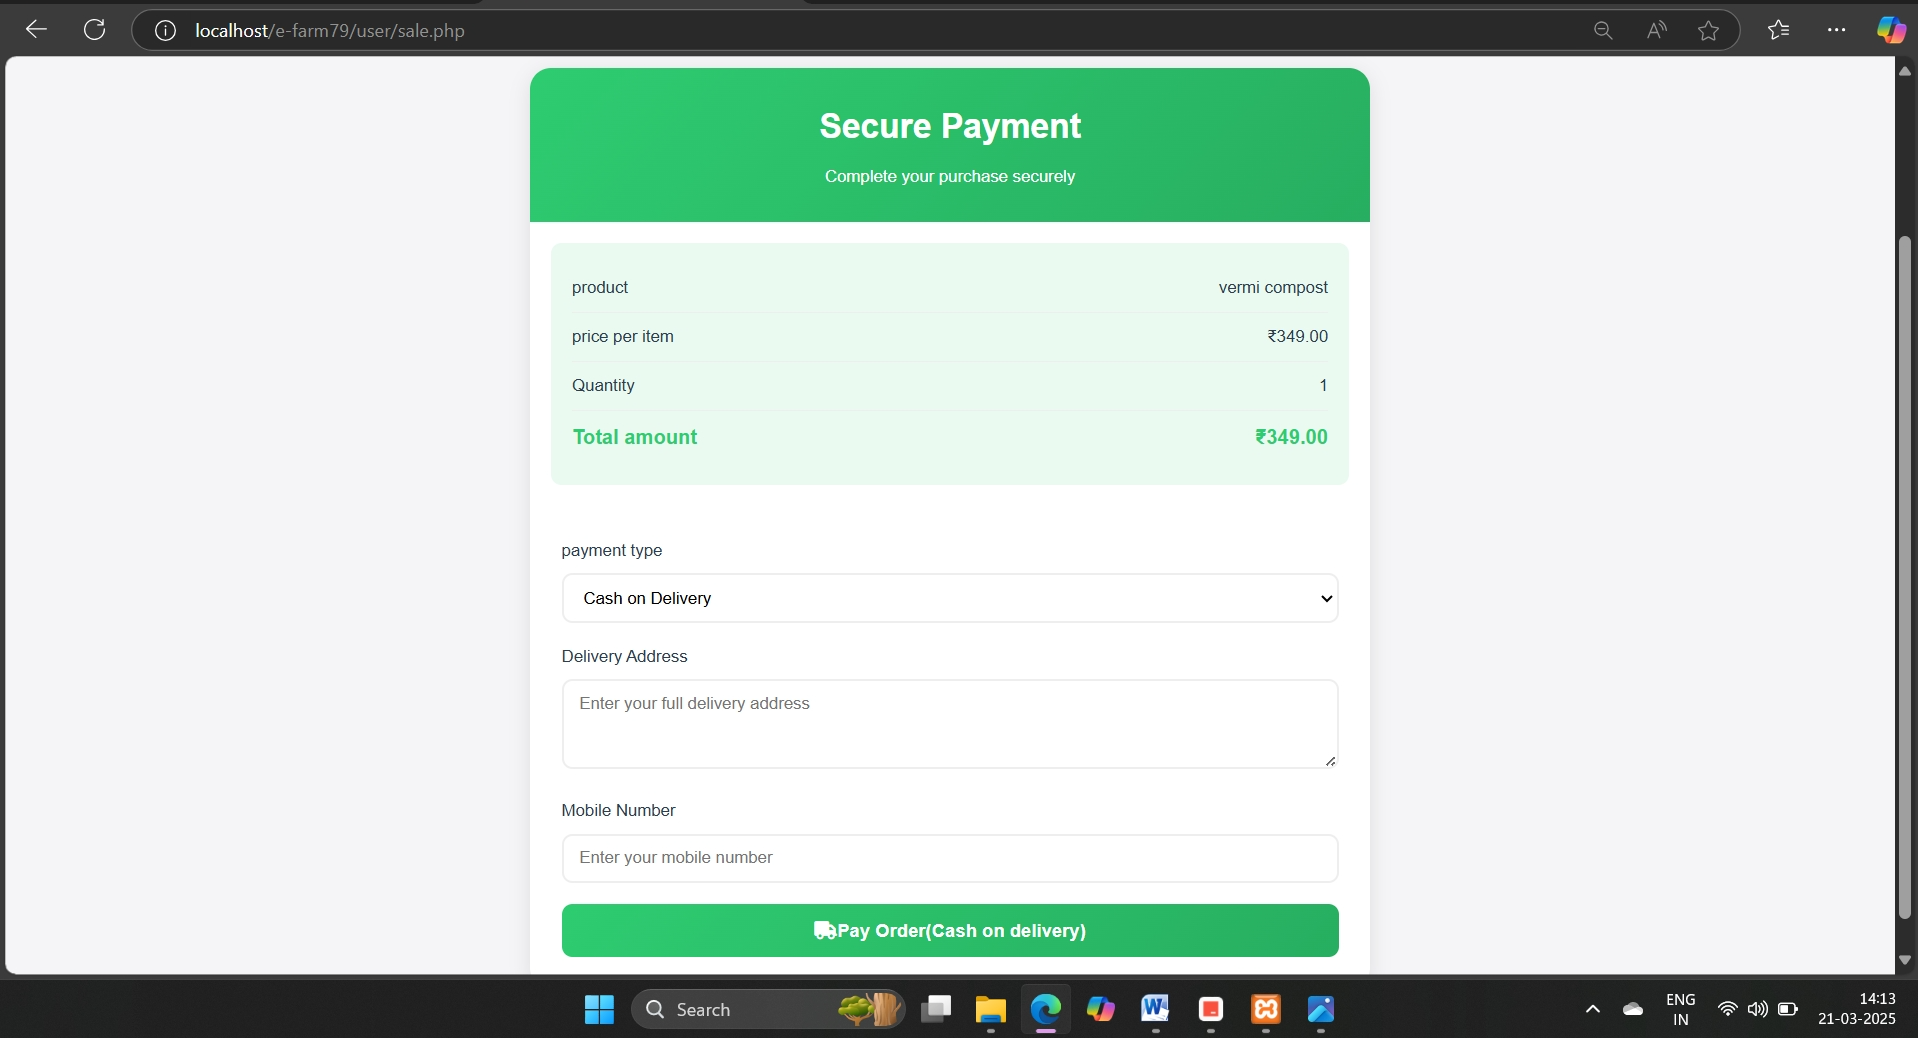 localhost/e-farm79/user/sale.php
Secure Payment
Complete your purchase securely
product vermi compost
price per item ₹349.00
Quantity 1
Total amount ₹349.00
payment type
Cash on Delivery
Delivery Address
Enter your full delivery address
Mobile Number
Enter your mobile number
Pay Order(Cash on delivery)
Search
ENG
IN
14:13
21-03-2025